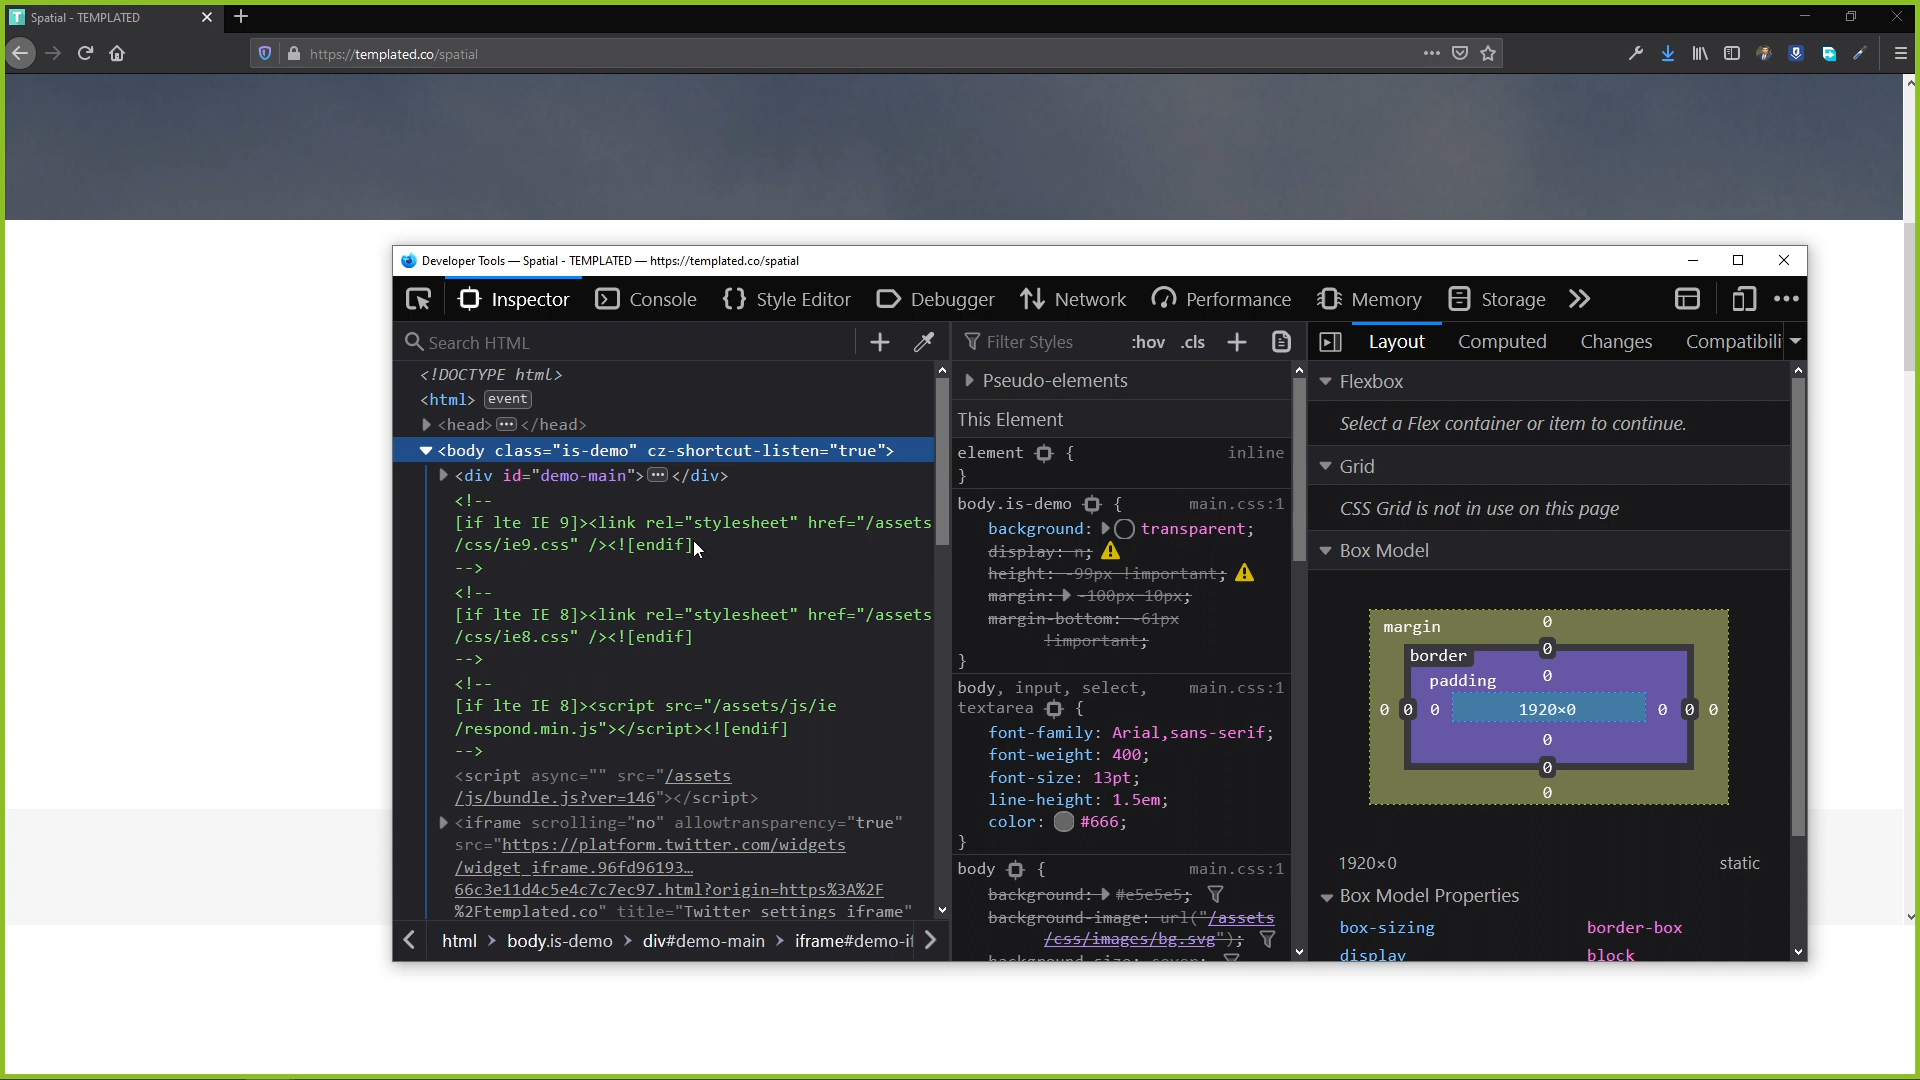 Spatial - TEMPLATED
https://templated.co/spatial
Developer Tools — Spatial - TEMPLATED — https://templated.co/spatial
Inspector
Console
Style Editor
Debugger
Network
Performance
Memory
Storage
Search HTML
<!DOCTYPE html>
<html> event
<head> ··· </head>
<body class="is-demo" cz-shortcut-listen="true">
<div id="demo-main"> ··· </div>
<!--
[if lte IE 9]><link rel="stylesheet" href="/assets
/css/ie9.css" /><![endif]
-->
<!--
[if lte IE 8]><link rel="stylesheet" href="/assets
/css/ie8.css" /><![endif]
-->
<!--
[if lte IE 8]><script src="/assets/js/ie
/respond.min.js"></script><![endif]
-->
<script async="" src="/assets
/js/bundle.js?ver=146"></script>
<iframe scrolling="no" allowtransparency="true"
src="https://platform.twitter.com/widgets
/widget_iframe.96fd96193…
66c3e11d4c5e4c7c7ec97.html?origin=https%3A%2F
%2Ftemplated.co" title="Twitter settings iframe"
html > body.is-demo > div#demo-main > iframe#demo-if
Filter Styles
:hov .cls
Pseudo-elements
This Element
element { inline
}
body.is-demo { main.css:1
background: transparent;
display: n;
height: -99px !important;
margin: -100px 10px;
margin-bottom: -61px
!important;
}
body, input, select, main.css:1
textarea {
font-family: Arial,sans-serif;
font-weight: 400;
font-size: 13pt;
line-height: 1.5em;
color: #666;
}
body { main.css:1
background: #e5e5e5;
background-image: url("/assets
/css/images/bg.svg");
background-size: cover;
Layout
Computed
Changes
Compatibili
Flexbox
Select a Flex container or item to continue.
Grid
CSS Grid is not in use on this page
Box Model
margin 0
border 0
padding 0
0 0 0 1920×0 0 0 0
0
0
0
1920×0 static
Box Model Properties
box-sizing border-box
display block